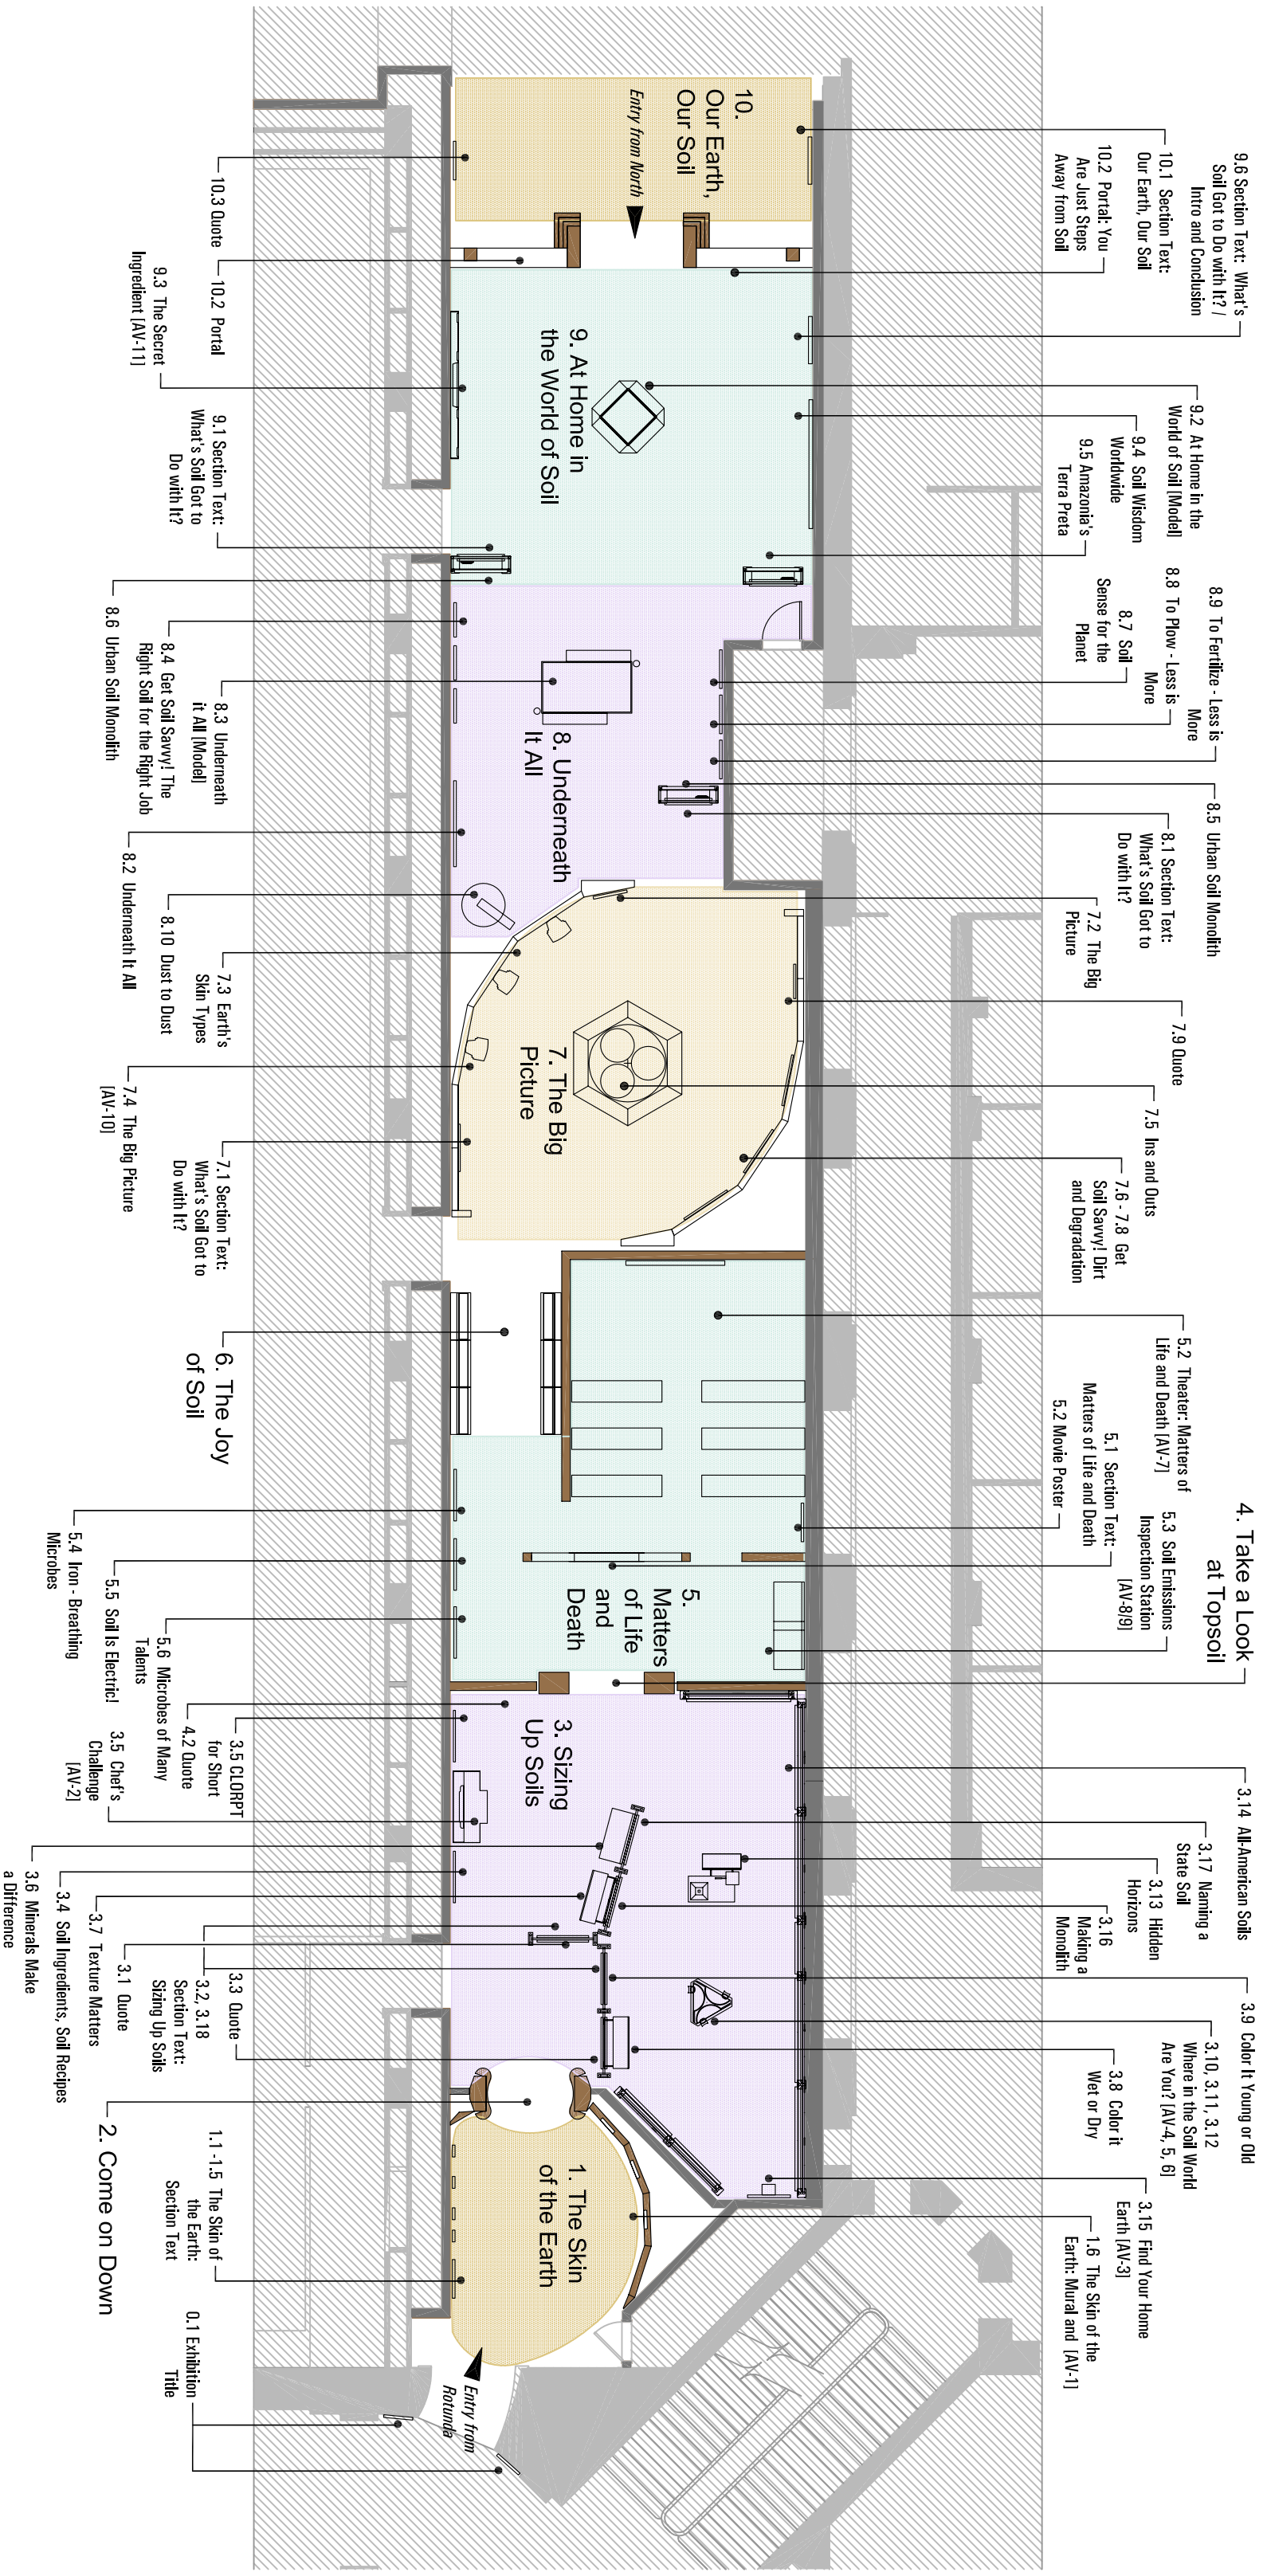 9.6 Section Text: What's
Soil Got to Do with It? /
Intro and Conclusion
10.1 Section Text:
Our Earth, Our Soil
10.2 Portal: You
Are Just Steps
Away from Soil
9.2 At Home in the
World of Soil [Model]
9.4 Soil Wisdom
Worldwide
9.5 Amazonia's
Terra Preta
8.9 To Fertilize - Less is
More
8.8 To Plow - Less is
More
8.7 Soil
Sense for the
Planet
8.5 Urban Soil Monolith
8.1 Section Text:
What's Soil Got to
Do with It?
7.2 The Big
Picture
7.9 Quote
7.5 Ins and Outs
7.6 - 7.8 Get
Soil Savvy! Dirt
and Degradation
5.2 Theater: Matters of
Life and Death [AV-7]
5.1 Section Text:
Matters of Life and Death
5.2 Movie Poster
4. Take a Look
at Topsoil
5.3 Soil Emissions
Inspection Station
[AV-8/9]
3.14 All-American Soils
3.17 Naming a
State Soil
3.13 Hidden
Horizons
3.16
Making a
Monolith
3.9 Color It Young or Old
3.10, 3.11, 3.12
Where in the Soil World
Are You? [AV-4, 5, 6]
3.8 Color it
Wet or Dry
3.15 Find Your Home
Earth [AV-3]
1.6 The Skin of the
Earth: Mural and [AV-1]
10.
Our Earth,
Our Soil
Entry from North
9. At Home in
the World of Soil
8. Underneath
It All
7. The Big
Picture
5.
Matters
of Life
and
Death
3. Sizing
Up Soils
1. The Skin
of the Earth
Entry from
Rotunda
10.3 Quote
10.2 Portal
9.3 The Secret
Ingredient [AV-11]
9.1 Section Text:
What's Soil Got to
Do with It?
8.6 Urban Soil Monolith
8.4 Get Soil Savvy! The
Right Soil for the Right Job
8.3 Underneath
it All [Model]
8.2 Underneath It All
8.10 Dust to Dust
7.3 Earth's
Skin Types
7.4 The Big Picture
[AV-10]
7.1 Section Text:
What's Soil Got to
Do with It?
6. The Joy
of Soil
5.4 Iron - Breathing
Microbes
5.5 Soil Is Electric!
5.6 Microbes of Many
Talents
4.2 Quote
3.5 CLORPT
for Short
3.5 Chef's
Challenge
[AV-2]
3.6 Minerals Make
a Difference
3.4 Soil Ingredients, Soil Recipes
3.7 Texture Matters
3.1 Quote
3.2, 3.18
Section Text:
Sizing Up Soils
3.3 Quote
2. Come on Down
1.1 -1.5 The Skin of
the Earth:
Section Text
0.1 Exhibition
Title